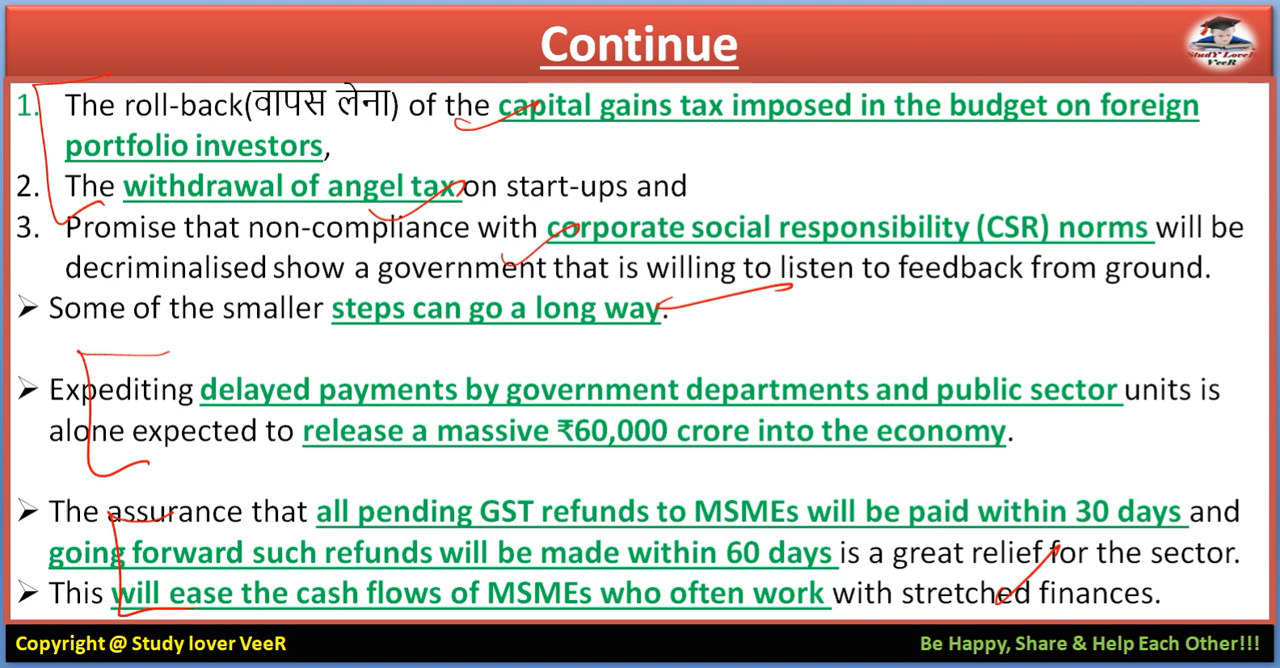 Continue
StudY LoveR
VeeR
1. The roll-back(वापस लेना) of the capital gains tax imposed in the budget on foreign
portfolio investors,
2. The withdrawal of angel tax on start-ups and
3. Promise that non-compliance with corporate social responsibility (CSR) norms will be
decriminalised show a government that is willing to listen to feedback from ground.
➢ Some of the smaller steps can go a long way.
➢ Expediting delayed payments by government departments and public sector units is
alone expected to release a massive ₹60,000 crore into the economy.
➢ The assurance that all pending GST refunds to MSMEs will be paid within 30 days and
going forward such refunds will be made within 60 days is a great relief for the sector.
➢ This will ease the cash flows of MSMEs who often work with stretched finances.
Copyright @ Study lover VeeR
Be Happy, Share & Help Each Other!!!